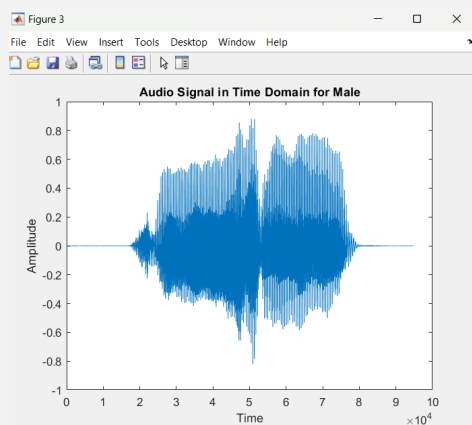 Figure 3
File Edit View Insert Tools Desktop Window Help
Audio Signal in Time Domain for Male
1
0.8
0.6
0.4
0.2
0
-0.2
-0.4
-0.6
-0.8
-1
Amplitude
0 1 2 3 4 5 6 7 8 9 10
Time
×10⁴